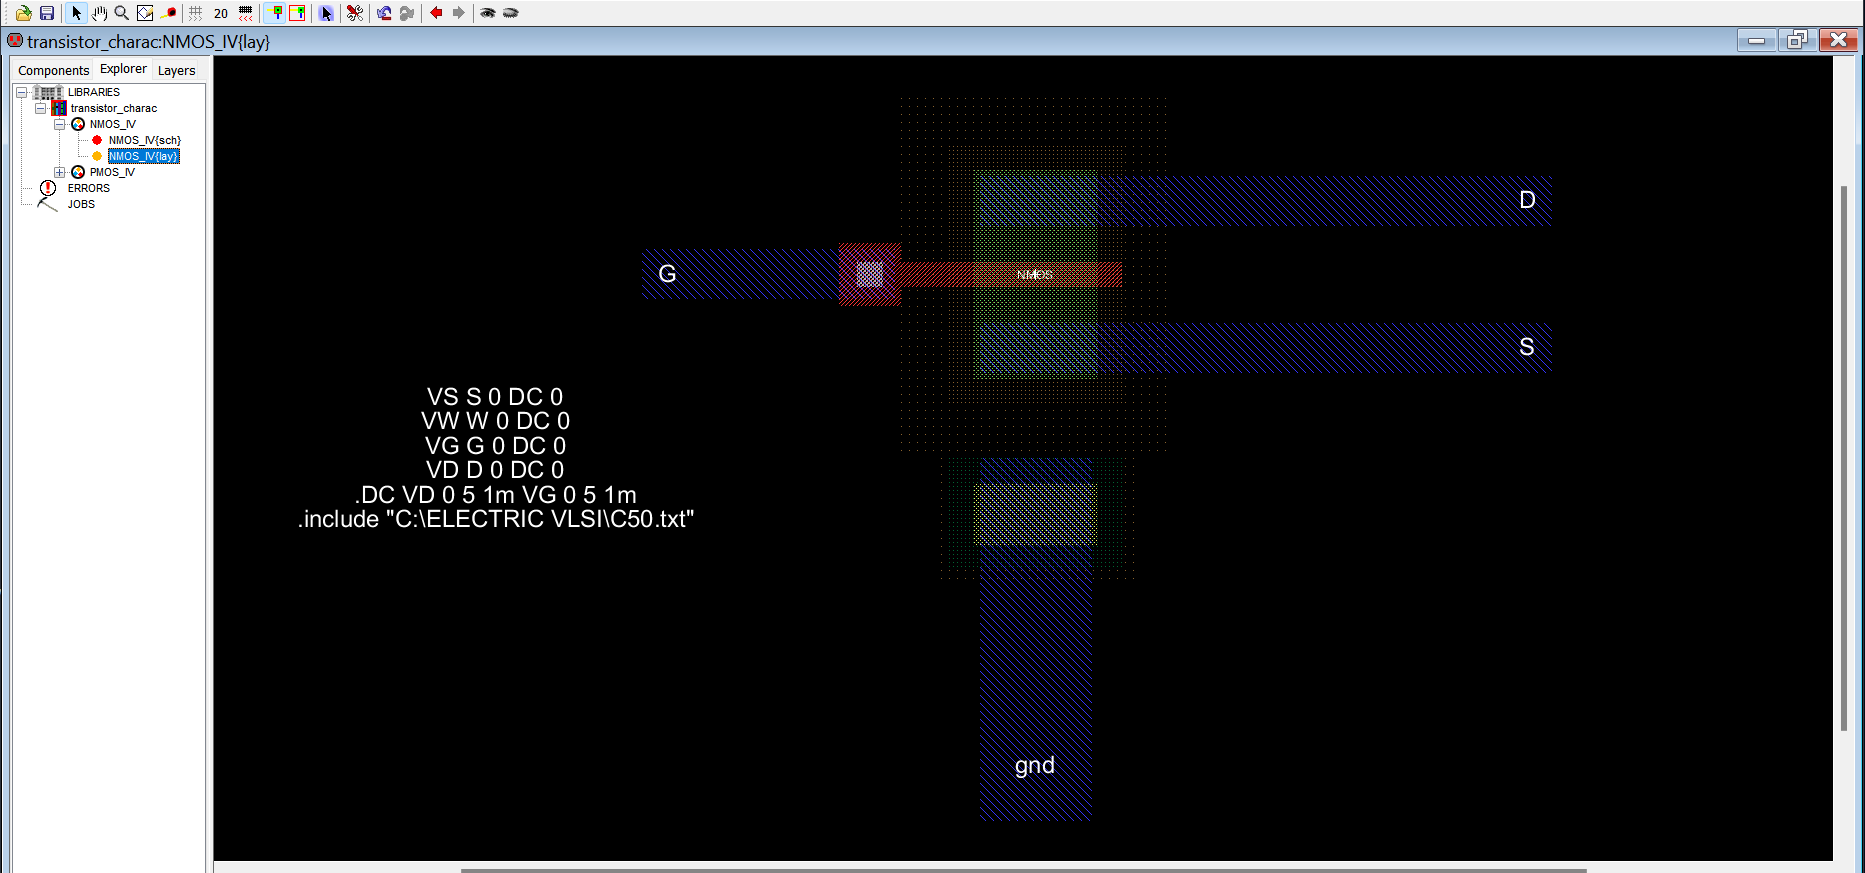 20
transistor_charac:NMOS_IV{lay}
Components Explorer Layers
LIBRARIES
transistor_charac
NMOS_IV
NMOS_IV{sch}
NMOS_IV{lay}
PMOS_IV
ERRORS
JOBS
D
G
NMOS
S
VS S 0 DC 0
VW W 0 DC 0
VG G 0 DC 0
VD D 0 DC 0
.DC VD 0 5 1m VG 0 5 1m
.include "C:\ELECTRIC VLSI\C50.txt"
gnd